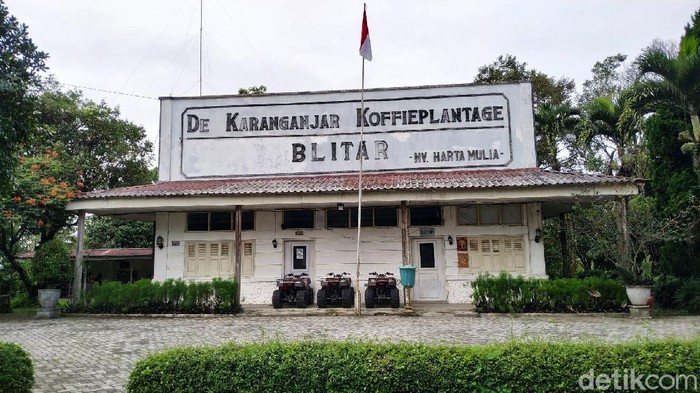 De Karanganjar Koffieplantage
BLITAR -NV. HARTA MULIA-
detikcom